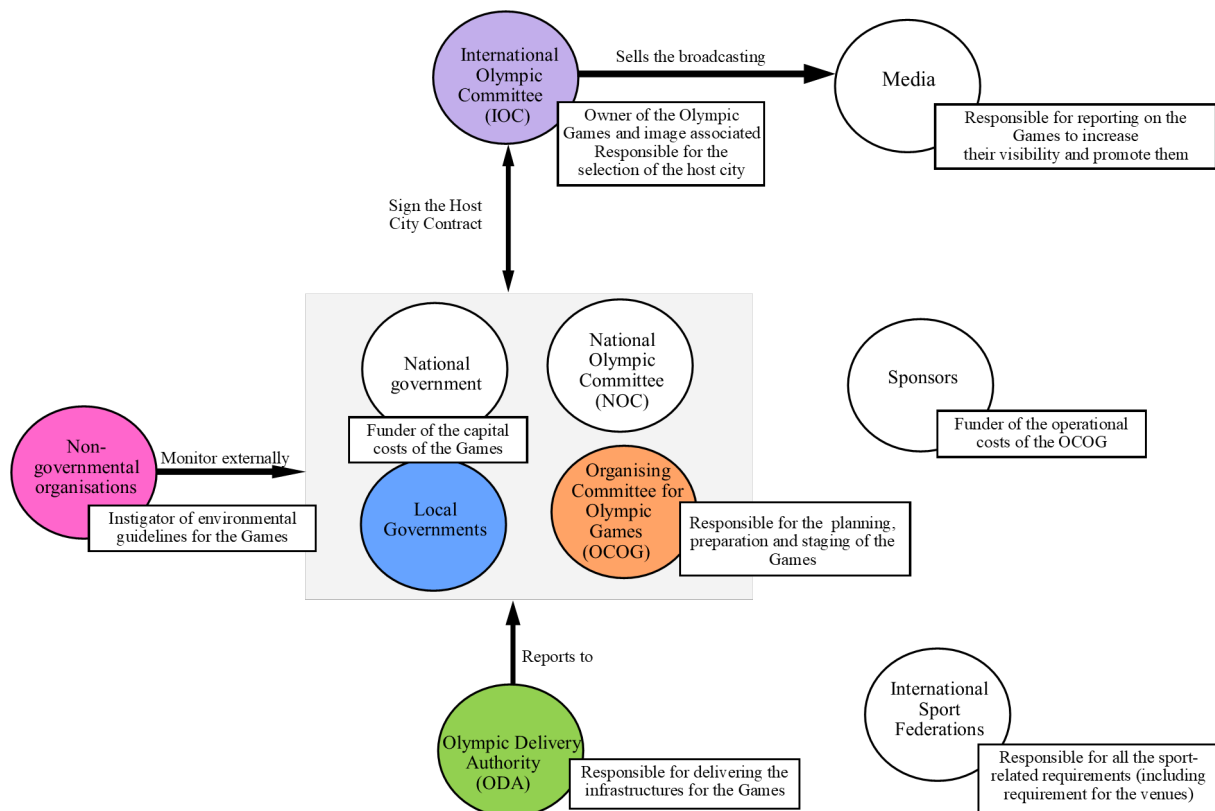 International
Olympic
Committee
(IOC)
Sells the broadcasting
Media
Owner of the Olympic
Games and image associated
Responsible for the
selection of the host city
Responsible for reporting on the
Games to increase
their visibility and promote them
Sign the Host
City Contract
National
government
National
Olympic
Committee
(NOC)
Sponsors
Funder of the capital
costs of the Games
Funder of the operational
costs of the OCOG
Non-
governmental
organisations
Monitor externally
Instigator of environmental
guidelines for the Games
Local
Governments
Organising
Committee for
Olympic
Games
(OCOG)
Responsible for the planning,
preparation and staging of the
Games
Reports to
Olympic Delivery
Authority
(ODA)
Responsible for delivering the
infrastructures for the Games
International
Sport
Federations
Responsible for all the sport-
related requirements (including
requirement for the venues)